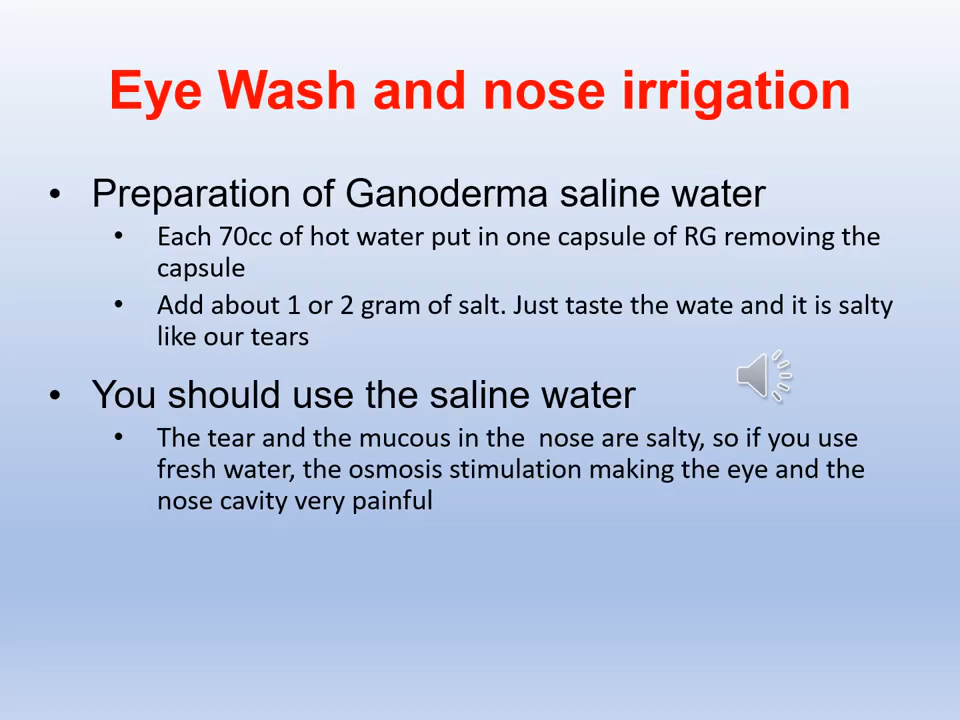 Eye Wash and nose irrigation
• Preparation of Ganoderma saline water
• Each 70cc of hot water put in one capsule of RG removing the
capsule
• Add about 1 or 2 gram of salt. Just taste the wate and it is salty
like our tears
• You should use the saline water
• The tear and the mucous in the  nose are salty, so if you use
fresh water, the osmosis stimulation making the eye and the
nose cavity very painful